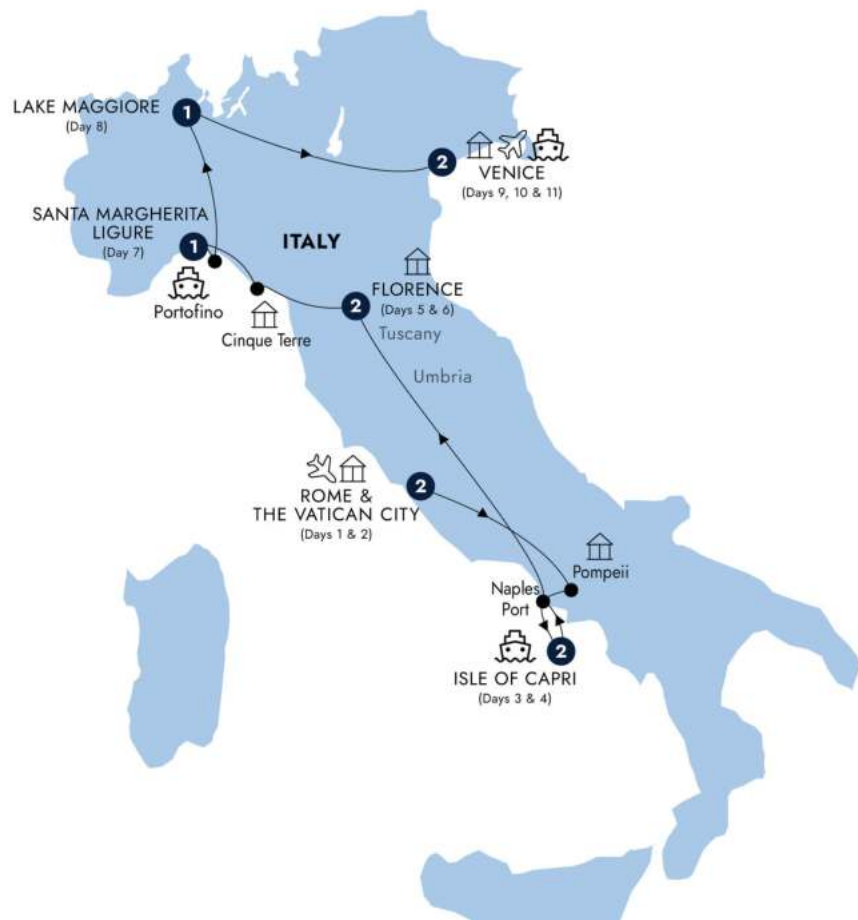 LAKE MAGGIORE
(Day 8)
1
2
VENICE
(Days 9, 10 & 11)
SANTA MARGHERITA
LIGURE
(Day 7)
1
ITALY
Portofino
Cinque Terre
FLORENCE
(Days 5 & 6)
2
Tuscany
Umbria
2
ROME &
THE VATICAN CITY
(Days 1 & 2)
Pompeii
Naples
Port
2
ISLE OF CAPRI
(Days 3 & 4)